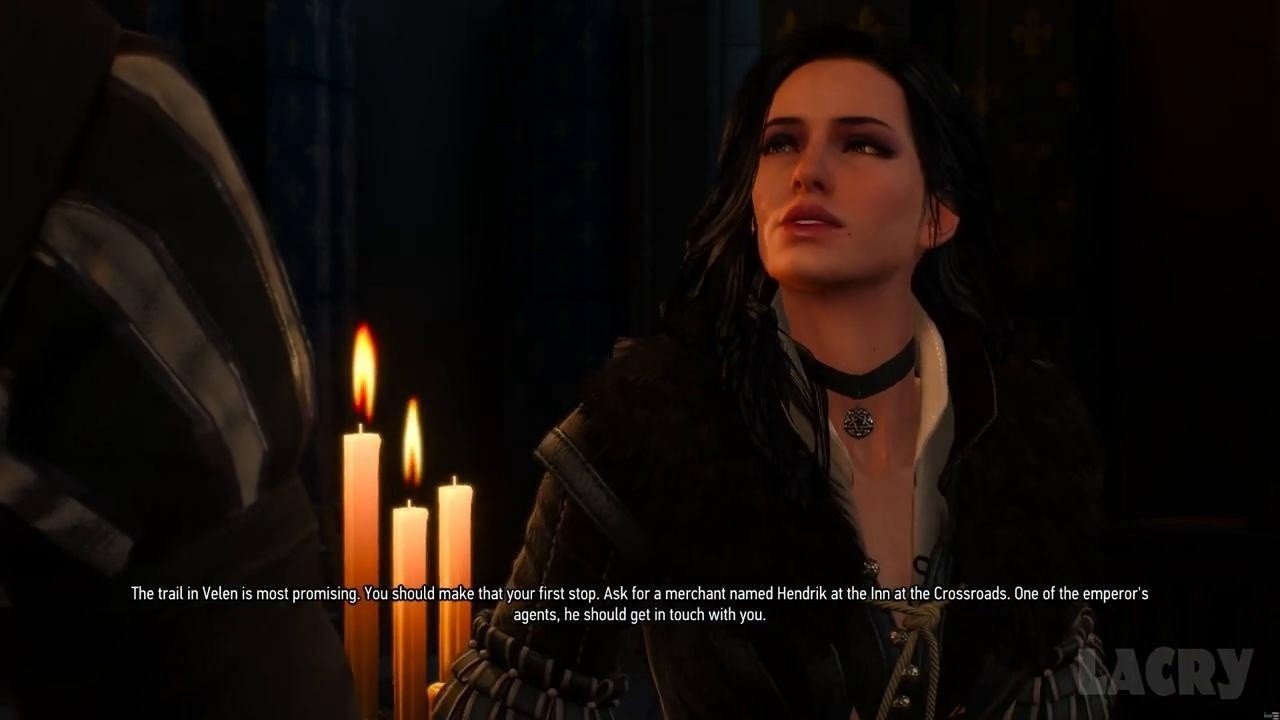 The trail in Velen is most promising. You should make that your first stop. Ask for a merchant named Hendrik at the Inn at the Crossroads. One of the emperor's
agents, he should get in touch with you.
LACRY